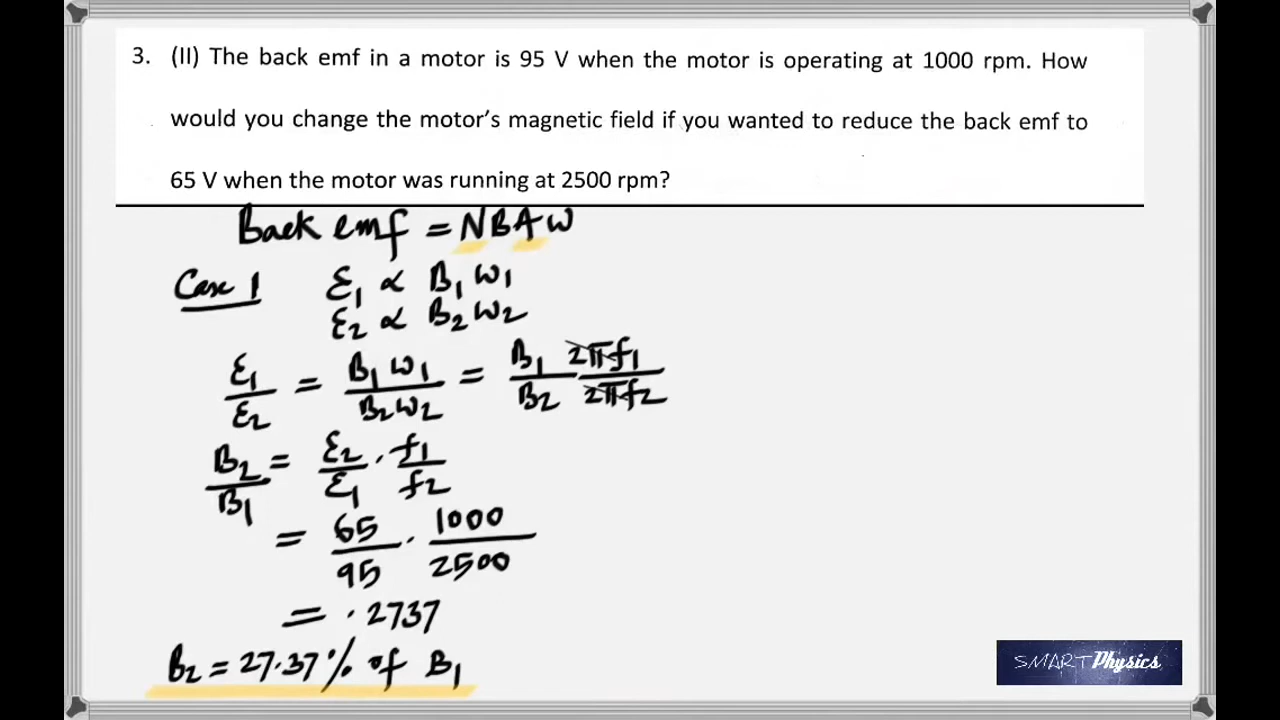 3. (II) The back emf in a motor is 95 V when the motor is operating at 1000 rpm. How
would you change the motor's magnetic field if you wanted to reduce the back emf to
65 V when the motor was running at 2500 rpm?
Back emf = NBAω
Case 1 ε₁ ∝ B₁ω₁
ε₂ ∝ B₂ω₂
ε₁/ε₂ = B₁ω₁/B₂ω₂ = B₁/B₂ 2πf₁/2πf₂
B₂/B₁ = ε₂/ε₁ · f₁/f₂
= 65/95 · 1000/2500
= .2737
B₂ = 27.37% of B₁
SMART Physics